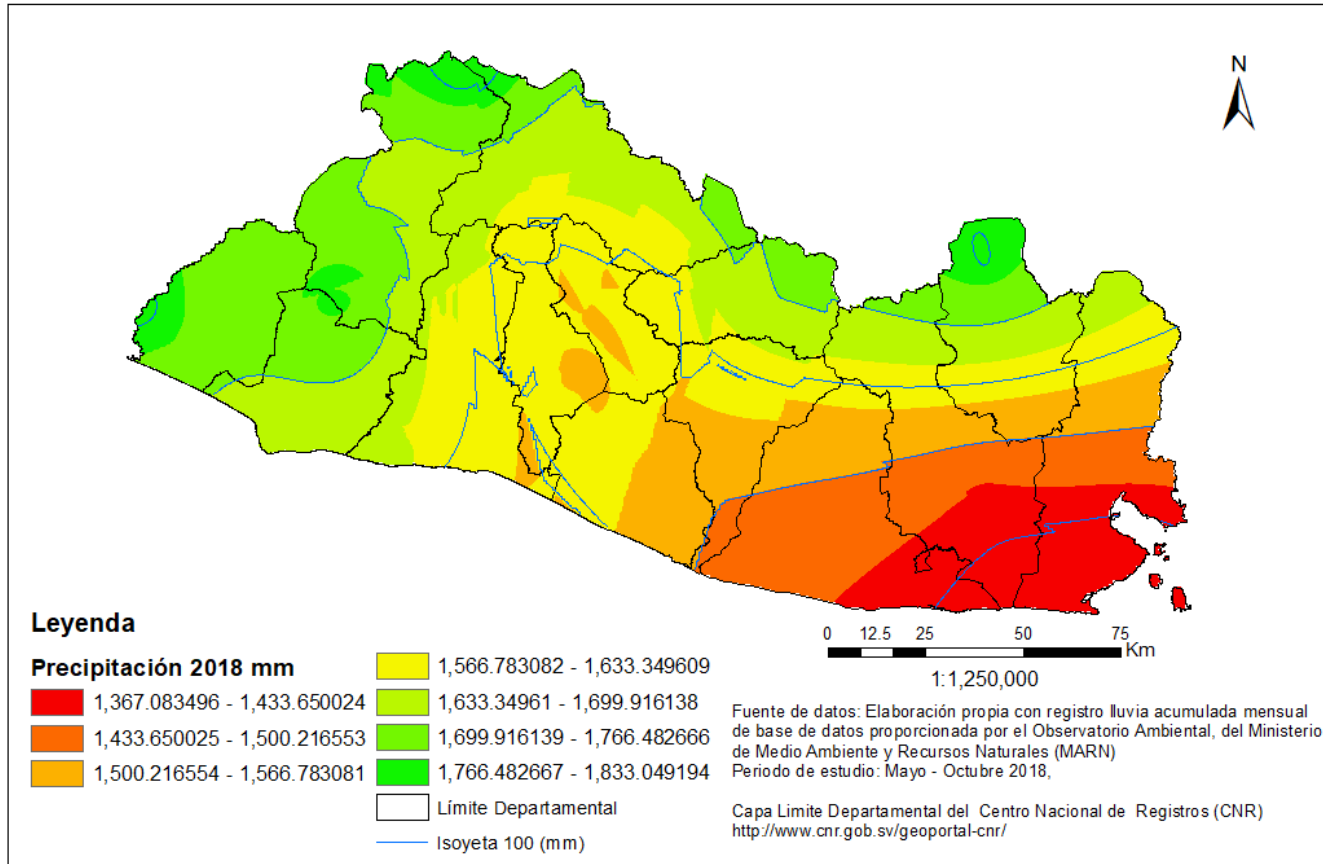 N
Leyenda
Precipitación 2018 mm
1,367.083496 - 1,433.650024
1,433.650025 - 1,500.216553
1,500.216554 - 1,566.783081
1,566.783082 - 1,633.349609
1,633.34961 - 1,699.916138
1,699.916139 - 1,766.482666
1,766.482667 - 1,833.049194
Límite Departamental
Isoyeta 100 (mm)
0 12.5 25 50 75
Km
1:1,250,000
Fuente de datos: Elaboración propia con registro lluvia acumulada mensual
de base de datos proporcionada por el Observatorio Ambiental, del Ministerio
de Medio Ambiente y Recursos Naturales (MARN)
Periodo de estudio: Mayo - Octubre 2018,
Capa Limite Departamental del Centro Nacional de Registros (CNR)
http://www.cnr.gob.sv/geoportal-cnr/